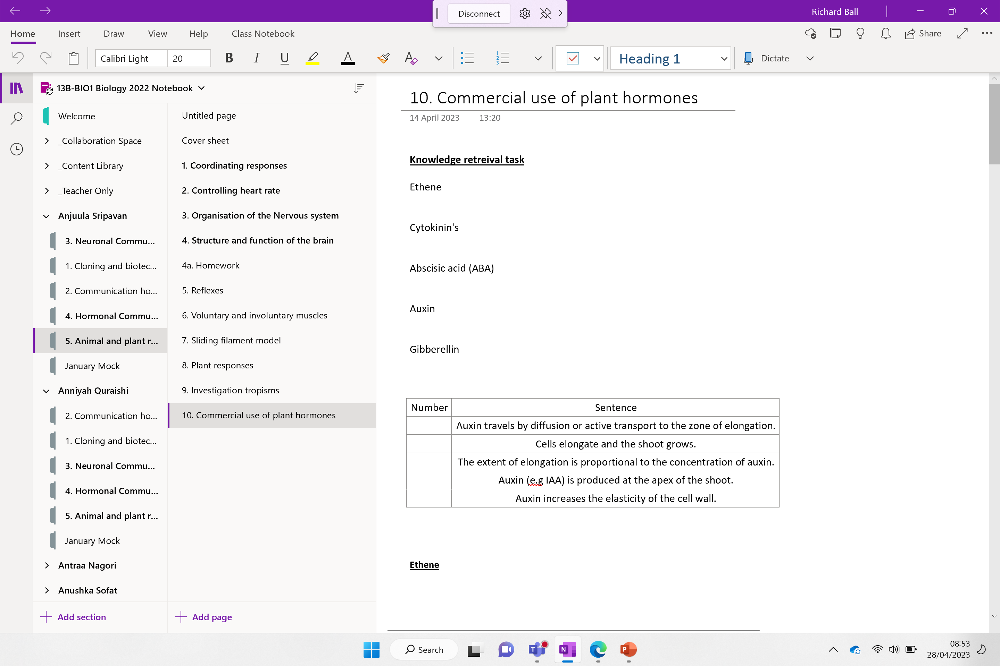 Disconnect
Richard Ball
Home Insert Draw View Help Class Notebook
Share
Calibri Light 20 B I U A A Heading 1 Dictate
13B-BIO1 Biology 2022 Notebook
Welcome
_Collaboration Space
_Content Library
_Teacher Only
Anjuula Sripavan
3. Neuronal Commu...
1. Cloning and biotec...
2. Communication ho...
4. Hormonal Commu...
5. Animal and plant r...
January Mock
Anniyah Quraishi
2. Communication ho...
1. Cloning and biotec...
3. Neuronal Commu...
4. Hormonal Commu...
5. Animal and plant r...
January Mock
Antraa Nagori
Anushka Sofat
Add section
Untitled page
Cover sheet
1. Coordinating responses
2. Controlling heart rate
3. Organisation of the Nervous system
4. Structure and function of the brain
4a. Homework
5. Reflexes
6. Voluntary and involuntary muscles
7. Sliding filament model
8. Plant responses
9. Investigation tropisms
10. Commercial use of plant hormones
Add page
10. Commercial use of plant hormones
14 April 2023 13:20
Knowledge retreival task
Ethene
Cytokinin's
Abscisic acid (ABA)
Auxin
Gibberellin
Number Sentence
Auxin travels by diffusion or active transport to the zone of elongation.
Cells elongate and the shoot grows.
The extent of elongation is proportional to the concentration of auxin.
Auxin (e.g IAA) is produced at the apex of the shoot.
Auxin increases the elasticity of the cell wall.
Ethene
Search
08:53
28/04/2023